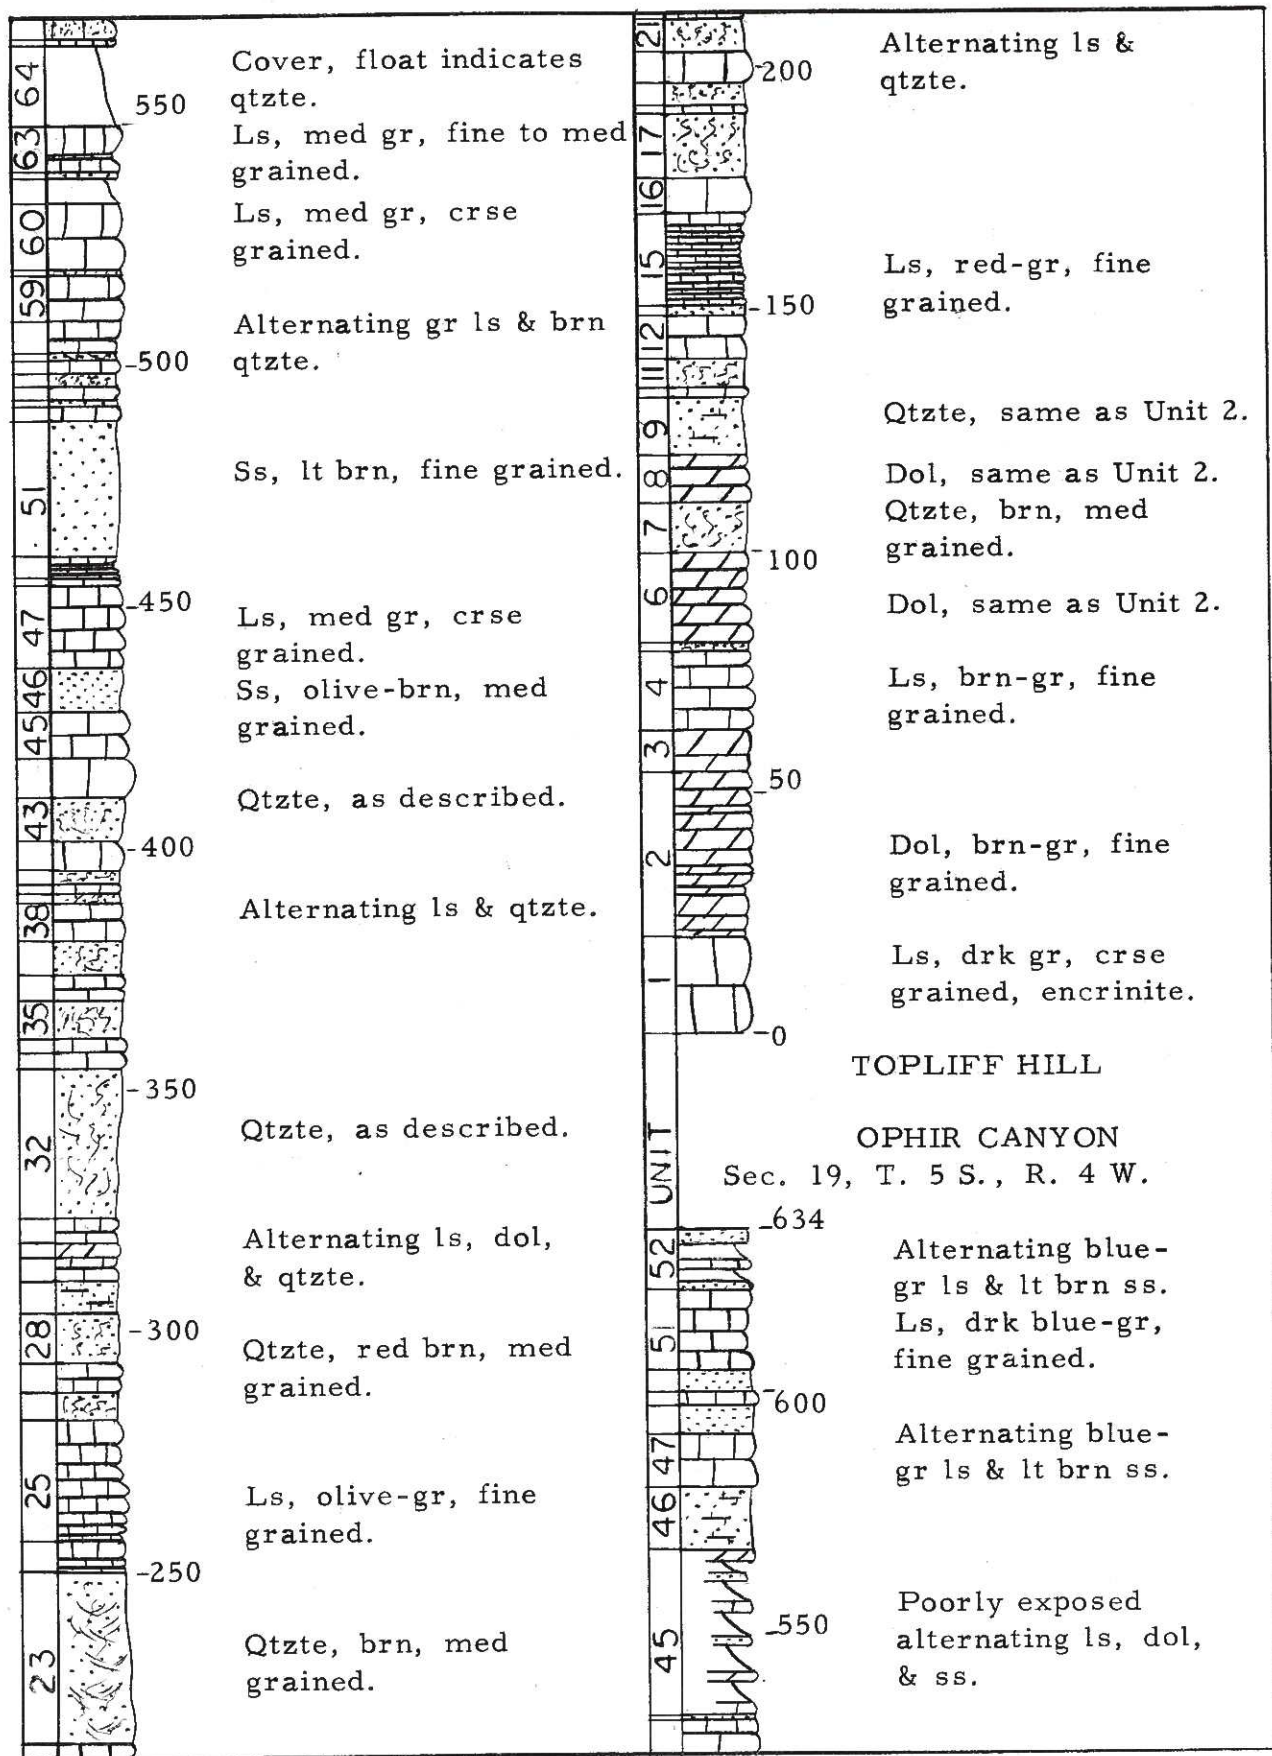 64
63
60
59
51
47
46
45
43
38
35
32
28
25
23
550
-500
-450
-400
-350
-300
-250
Cover, float indicates
qtzte.
Ls, med gr, fine to med
grained.
Ls, med gr, crse
grained.
Alternating gr ls & brn
qtzte.
Ss, lt brn, fine grained.
Ls, med gr, crse
grained.
Ss, olive-brn, med
grained.
Qtzte, as described.
Alternating ls & qtzte.
Qtzte, as described.
Alternating ls, dol,
& qtzte.
Qtzte, red brn, med
grained.
Ls, olive-gr, fine
grained.
Qtzte, brn, med
grained.
21
17
16
15
12
11
9
8
7
6
4
3
2
1
-200
-150
-100
-50
-0
Alternating ls &
qtzte.
Ls, red-gr, fine
grained.
Qtzte, same as Unit 2.
Dol, same as Unit 2.
Qtzte, brn, med
grained.
Dol, same as Unit 2.
Ls, brn-gr, fine
grained.
Dol, brn-gr, fine
grained.
Ls, drk gr, crse
grained, encrinite.
TOPLIFF HILL
UNIT
OPHIR CANYON
Sec. 19, T. 5 S., R. 4 W.
52
51
47
46
45
-634
-600
-550
Alternating blue-
gr ls & lt brn ss.
Ls, drk blue-gr,
fine grained.
Alternating blue-
gr ls & lt brn ss.
Poorly exposed
alternating ls, dol,
& ss.